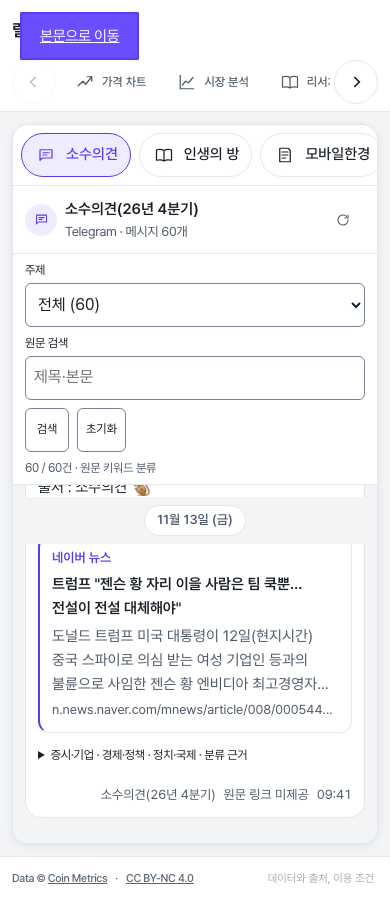 본문으로 이동
가격 차트
시장 분석
리서
소수의견
인생의 방
모바일한경
소수의견(26년 4분기)
Telegram · 메시지 60개
주제
전체 (60)
원문 검색
제목·본문
검색
초기화
60 / 60건 · 원문 키워드 분류
출처 : 소수의견 🐌
11월 13일 (금)
네이버 뉴스
트럼프 "젠슨 황 자리 이을 사람은 팀 쿡뿐...
전설이 전설 대체해야"
도널드 트럼프 미국 대통령이 12일(현지시간)
중국 스파이로 의심 받는 여성 기업인 등과의
불륜으로 사임한 젠슨 황 엔비디아 최고경영자...
n.news.naver.com/mnews/article/008/000544...
▶ 증시·기업 · 경제·정책 · 정치·국제 · 분류 근거
소수의견(26년 4분기) 원문 링크 미제공 09:41
Data © Coin Metrics · CC BY-NC 4.0
데이터와 출처, 이용 조건